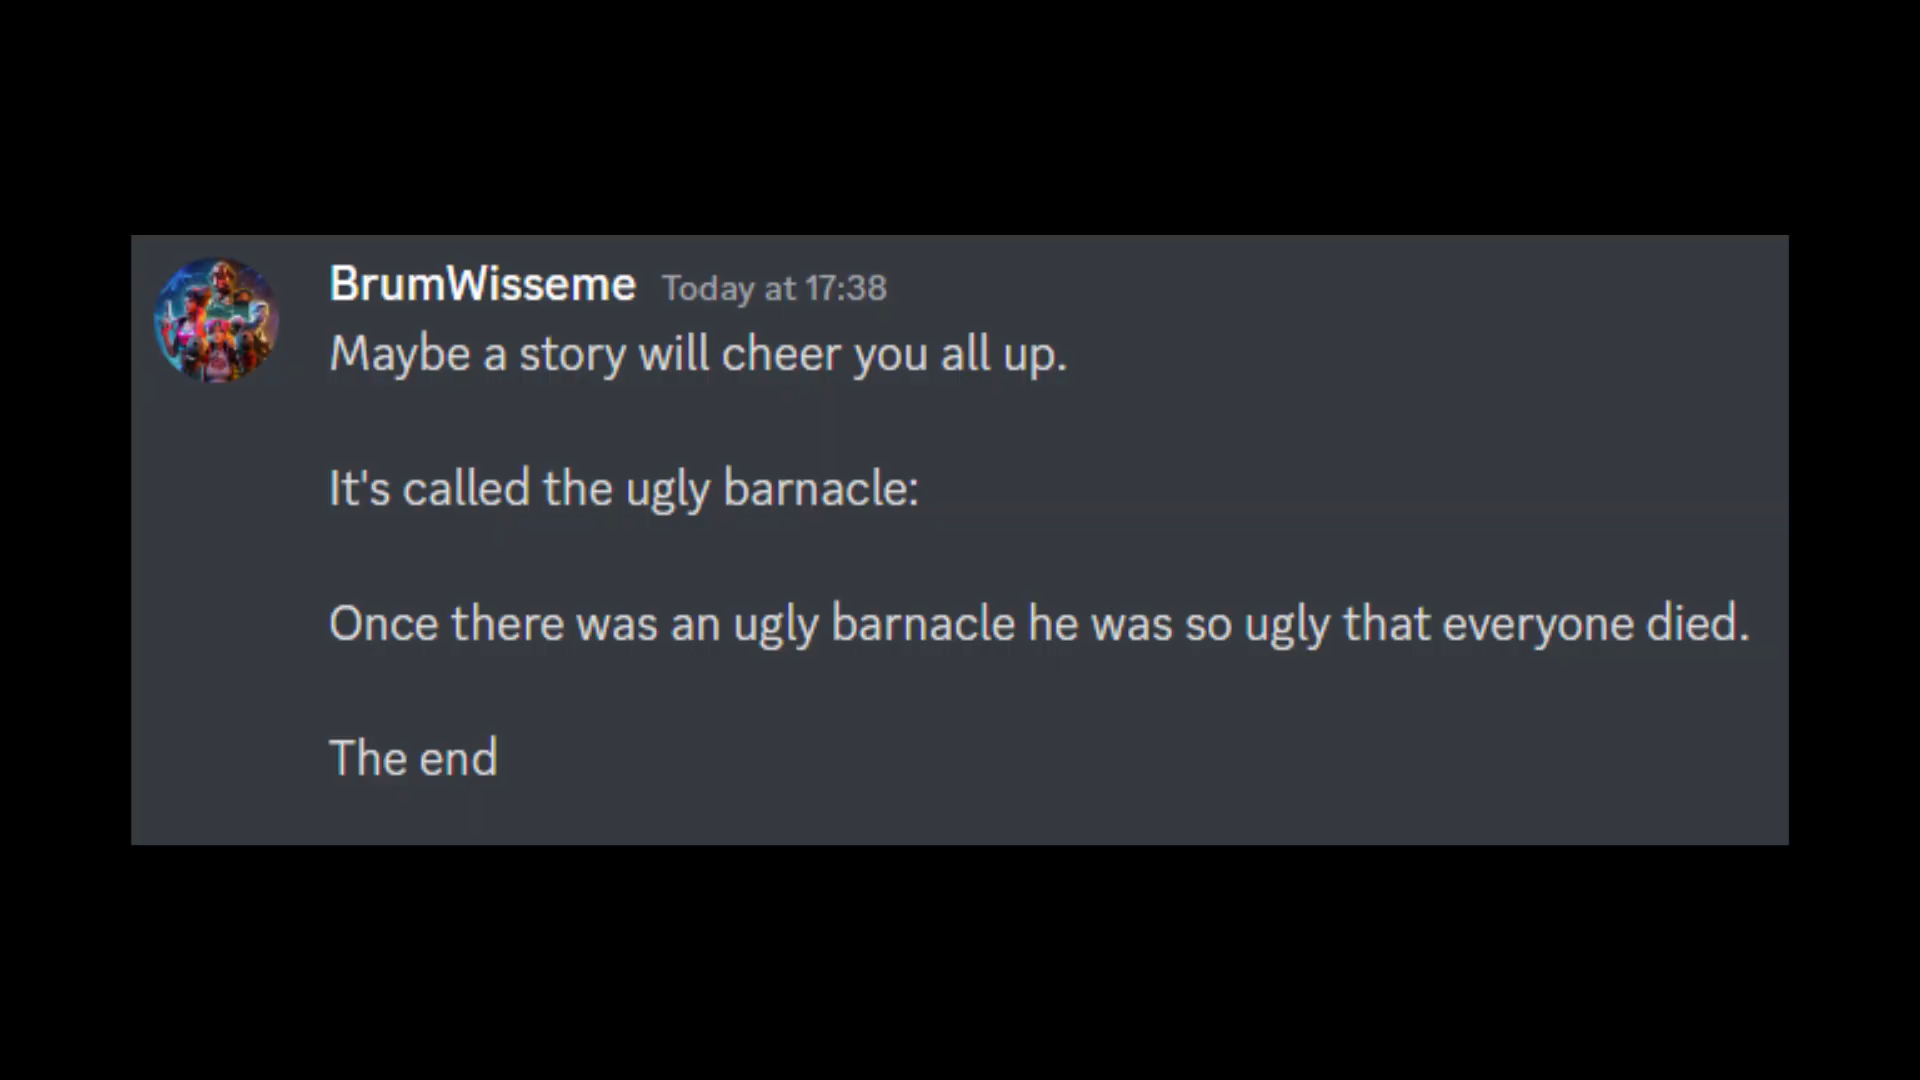 BrumWisseme Today at 17:38
Maybe a story will cheer you all up.
It's called the ugly barnacle:
Once there was an ugly barnacle he was so ugly that everyone died.
The end